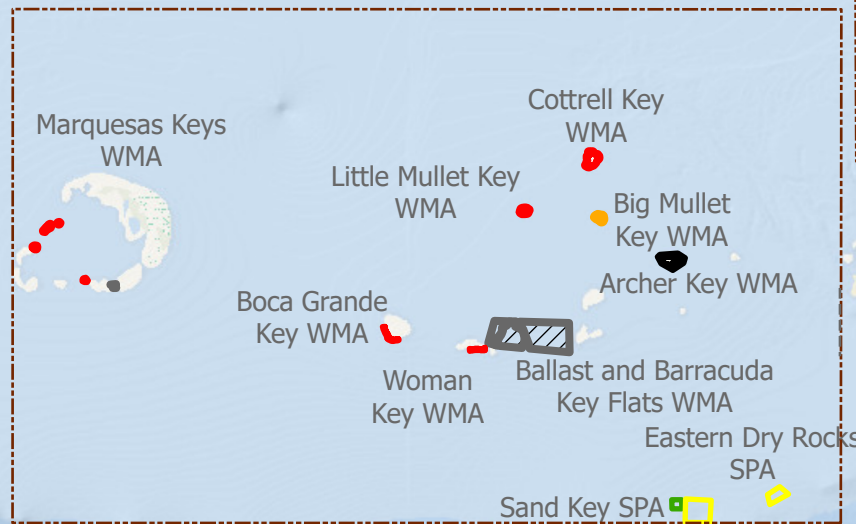 Cottrell Key
WMA
Marquesas Keys
WMA
Little Mullet Key
WMA
Big Mullet
Key WMA
Archer Key WMA
Boca Grande
Key WMA
Woman
Key WMA
Ballast and Barracuda
Key Flats WMA
Eastern Dry Rocks
SPA
Sand Key SPA